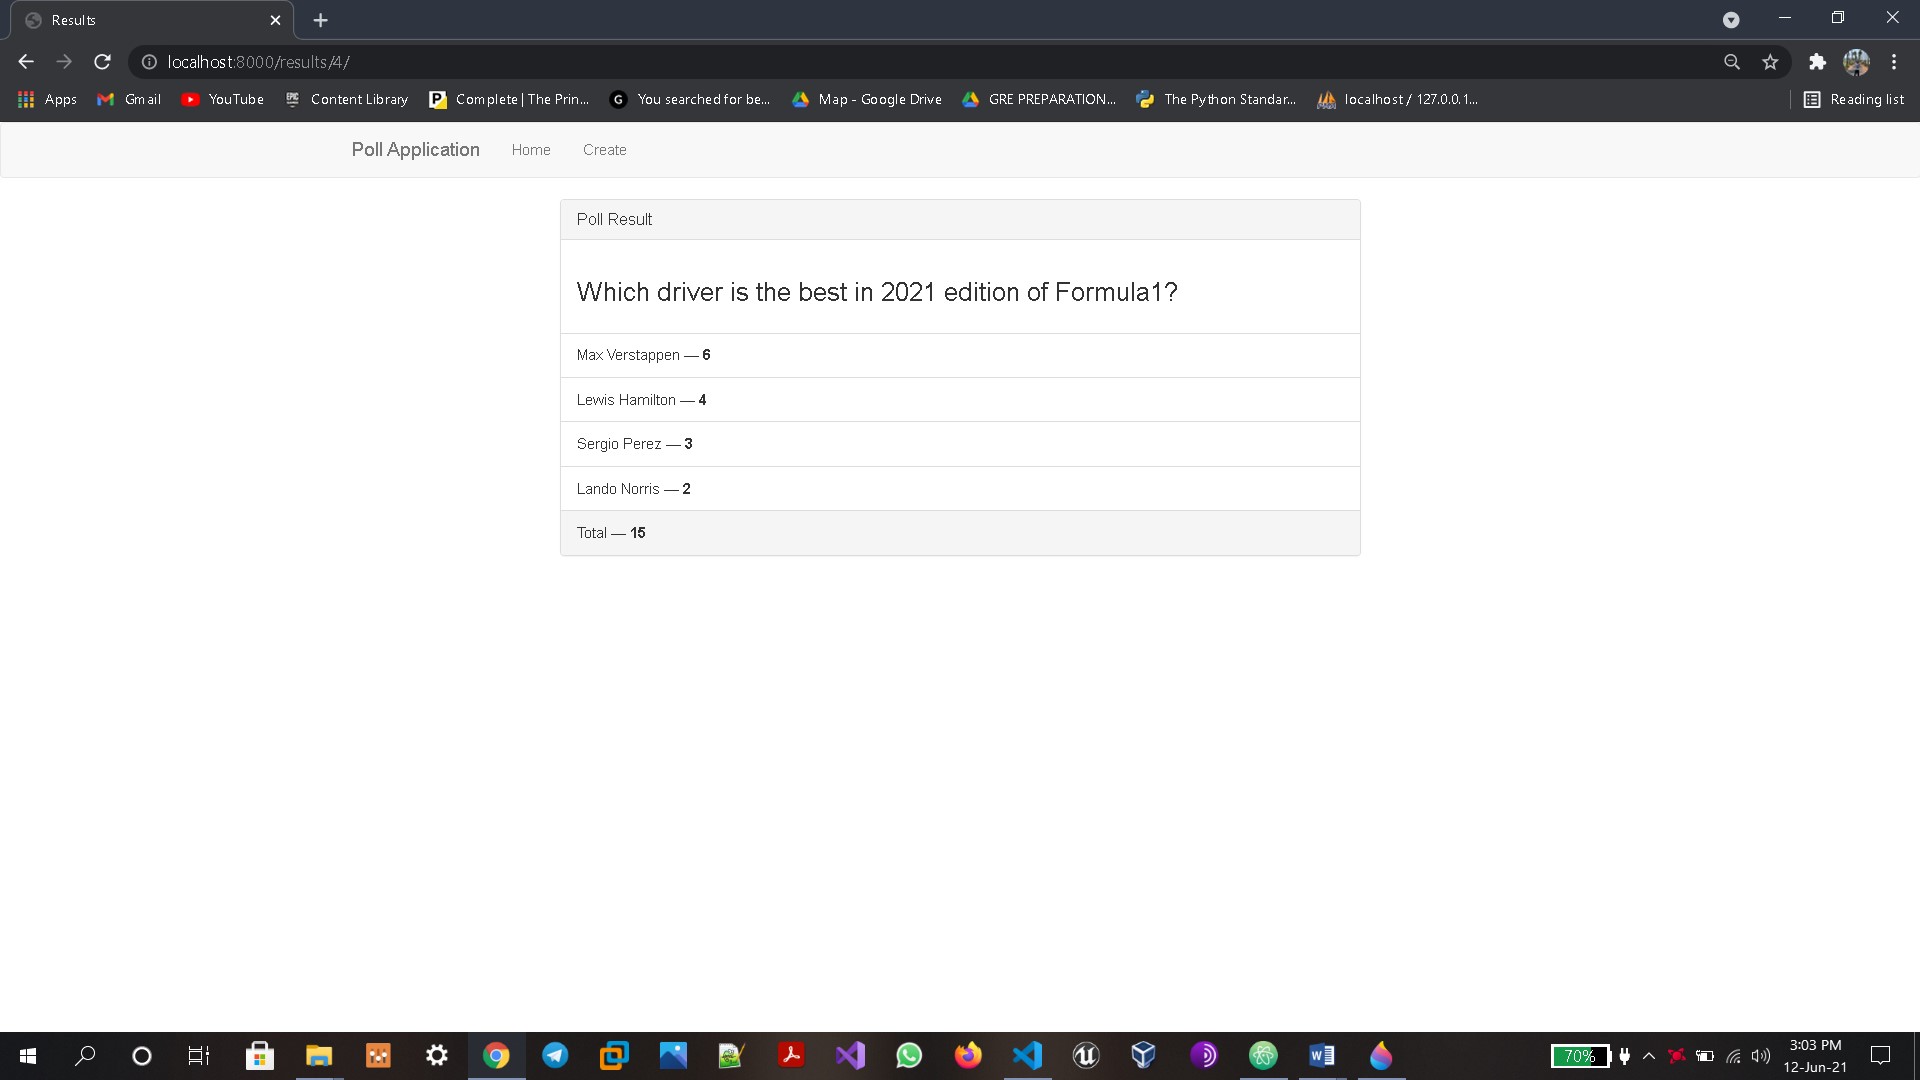 Results
localhost:8000/results/4/
Apps Gmail YouTube Content Library Complete | The Prin... You searched for be... Map - Google Drive GRE PREPARATION... The Python Standar... localhost / 127.0.0.1... Reading list
Poll Application Home Create
Poll Result
Which driver is the best in 2021 edition of Formula1?
Max Verstappen — 6
Lewis Hamilton — 4
Sergio Perez — 3
Lando Norris — 2
Total — 15
70%
3:03 PM
12-Jun-21